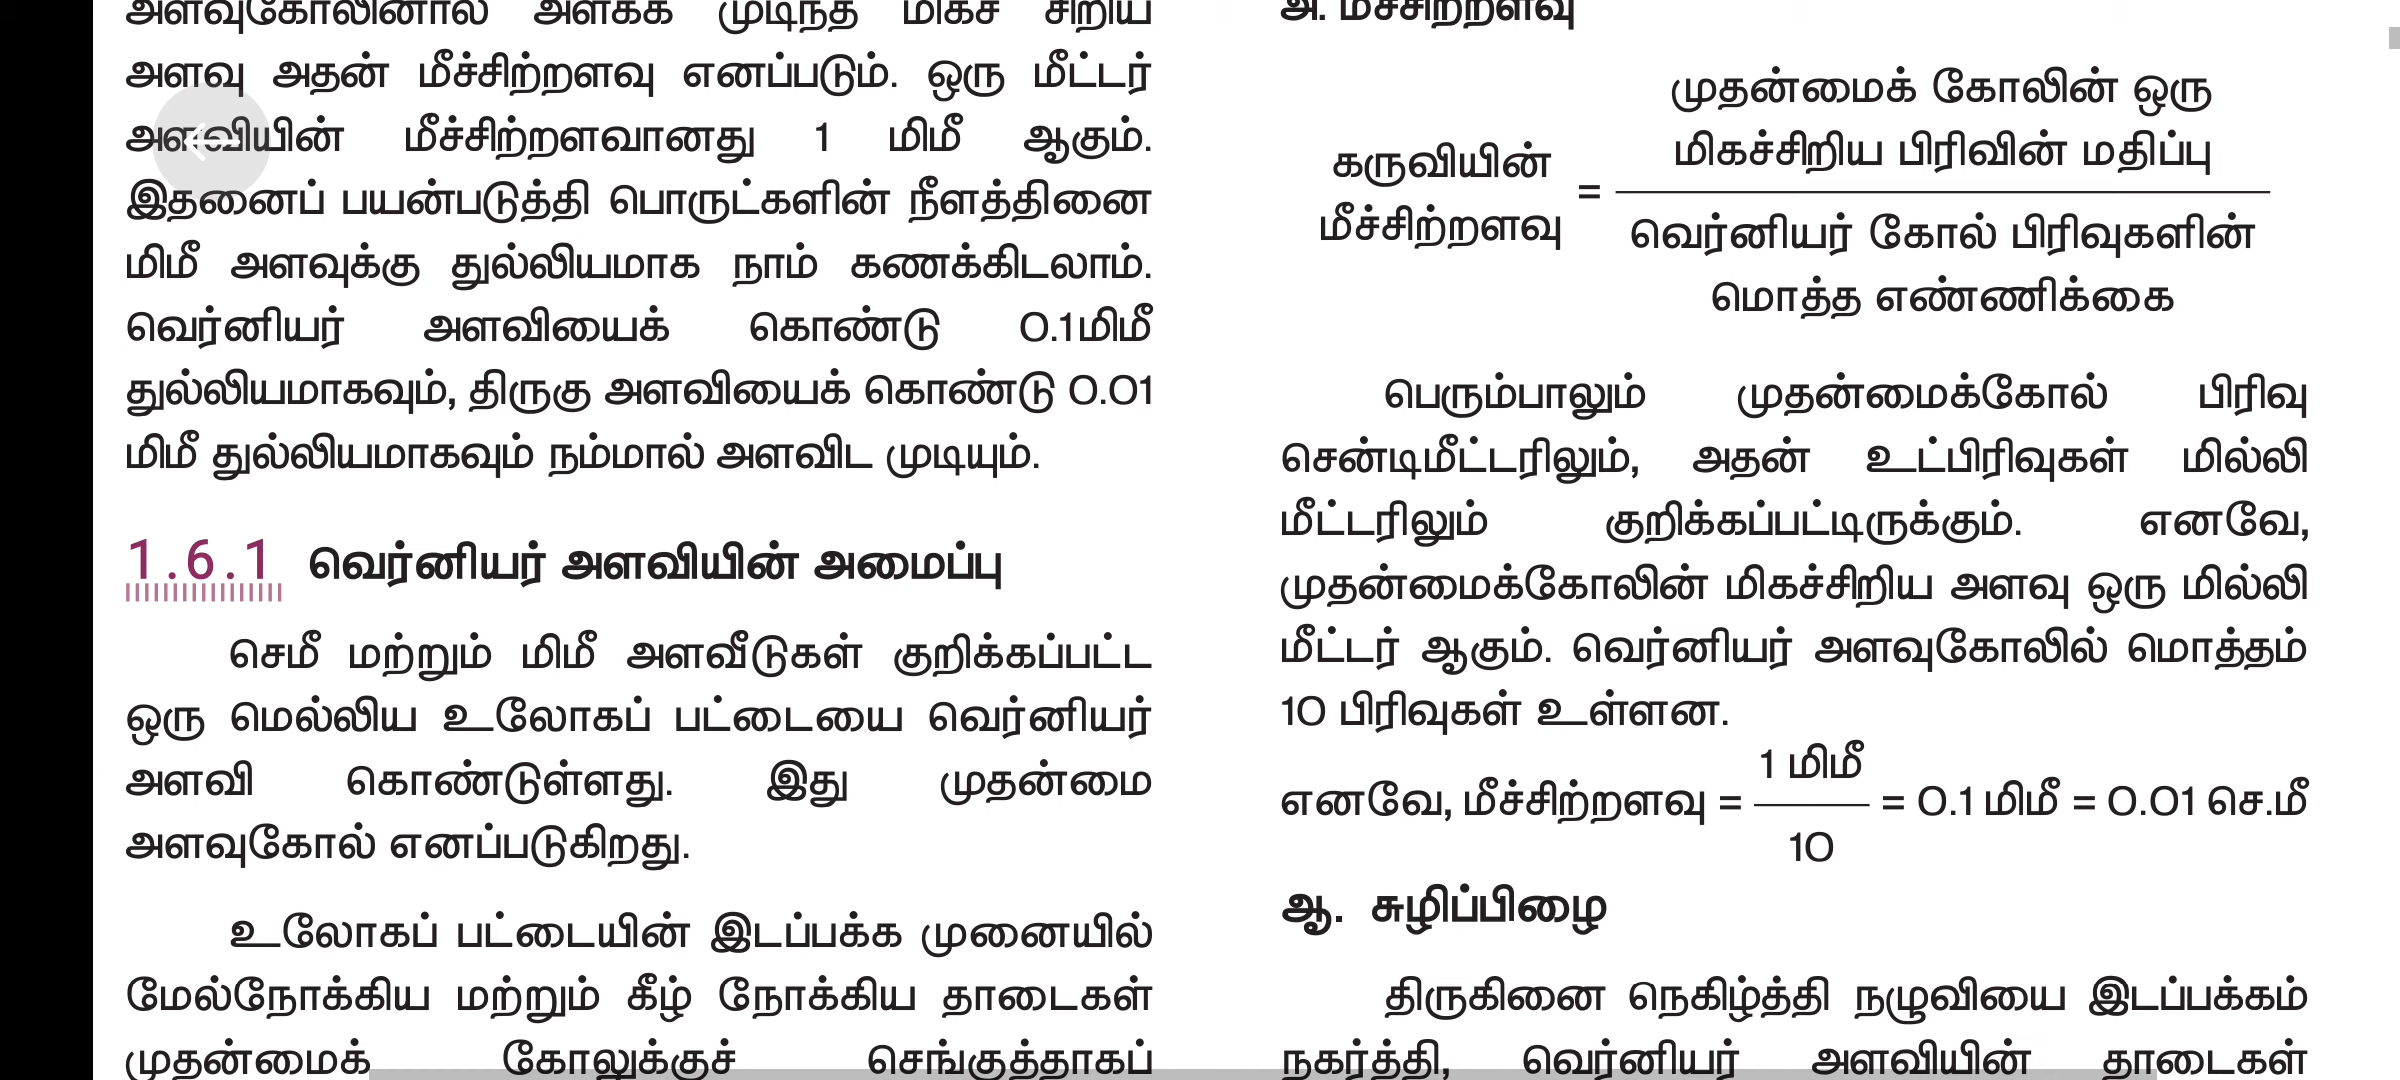 அளவுகோலினால் அளக்க முடிந்த மிகச் சிறிய
அளவு அதன் மீச்சிற்றளவு எனப்படும். ஒரு மீட்டர்
அளவியின் மீச்சிற்றளவானது 1 மிமீ ஆகும்.
இதனைப் பயன்படுத்தி பொருட்களின் நீளத்தினை
மிமீ அளவுக்கு துல்லியமாக நாம் கணக்கிடலாம்.
வெர்னியர் அளவியைக் கொண்டு 0.1மிமீ
துல்லியமாகவும், திருகு அளவியைக் கொண்டு 0.01
மிமீ துல்லியமாகவும் நம்மால் அளவிட முடியும்.
1.6.1 வெர்னியர் அளவியின் அமைப்பு
செமீ மற்றும் மிமீ அளவீடுகள் குறிக்கப்பட்ட
ஒரு மெல்லிய உலோகப் பட்டையை வெர்னியர்
அளவி கொண்டுள்ளது. இது முதன்மை
அளவுகோல் எனப்படுகிறது.
உலோகப் பட்டையின் இடப்பக்க முனையில்
மேல்நோக்கிய மற்றும் கீழ் நோக்கிய தாடைகள்
முதன்மைக் கோலுக்குச் செங்குத்தாகப்
அ. மீச்சிற்றளவு
முதன்மைக் கோலின் ஒரு
மிகச்சிறிய பிரிவின் மதிப்பு
கருவியின்
மீச்சிற்றளவு =
வெர்னியர் கோல் பிரிவுகளின்
மொத்த எண்ணிக்கை
பெரும்பாலும் முதன்மைக்கோல் பிரிவு
சென்டிமீட்டரிலும், அதன் உட்பிரிவுகள் மில்லி
மீட்டரிலும் குறிக்கப்பட்டிருக்கும். எனவே,
முதன்மைக்கோலின் மிகச்சிறிய அளவு ஒரு மில்லி
மீட்டர் ஆகும். வெர்னியர் அளவுகோலில் மொத்தம்
10 பிரிவுகள் உள்ளன.
1 மிமீ
எனவே, மீச்சிற்றளவு = = 0.1 மிமீ = 0.01 செ.மீ
10
ஆ. சுழிப்பிழை
திருகினை நெகிழ்த்தி நழுவியை இடப்பக்கம்
நகர்த்தி, வெர்னியர் அளவியின் தாடைகள்